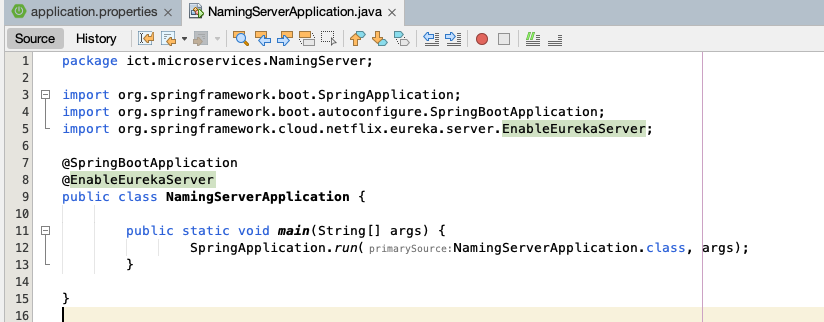 application.properties × NamingServerApplication.java ×
Source History
1 package ict.microservices.NamingServer;
2
3 import org.springframework.boot.SpringApplication;
4 import org.springframework.boot.autoconfigure.SpringBootApplication;
5 import org.springframework.cloud.netflix.eureka.server.EnableEurekaServer;
6
7 @SpringBootApplication
8 @EnableEurekaServer
9 public class NamingServerApplication {
10
11 public static void main(String[] args) {
12 SpringApplication.run(primarySource:NamingServerApplication.class, args);
13 }
14
15 }
16